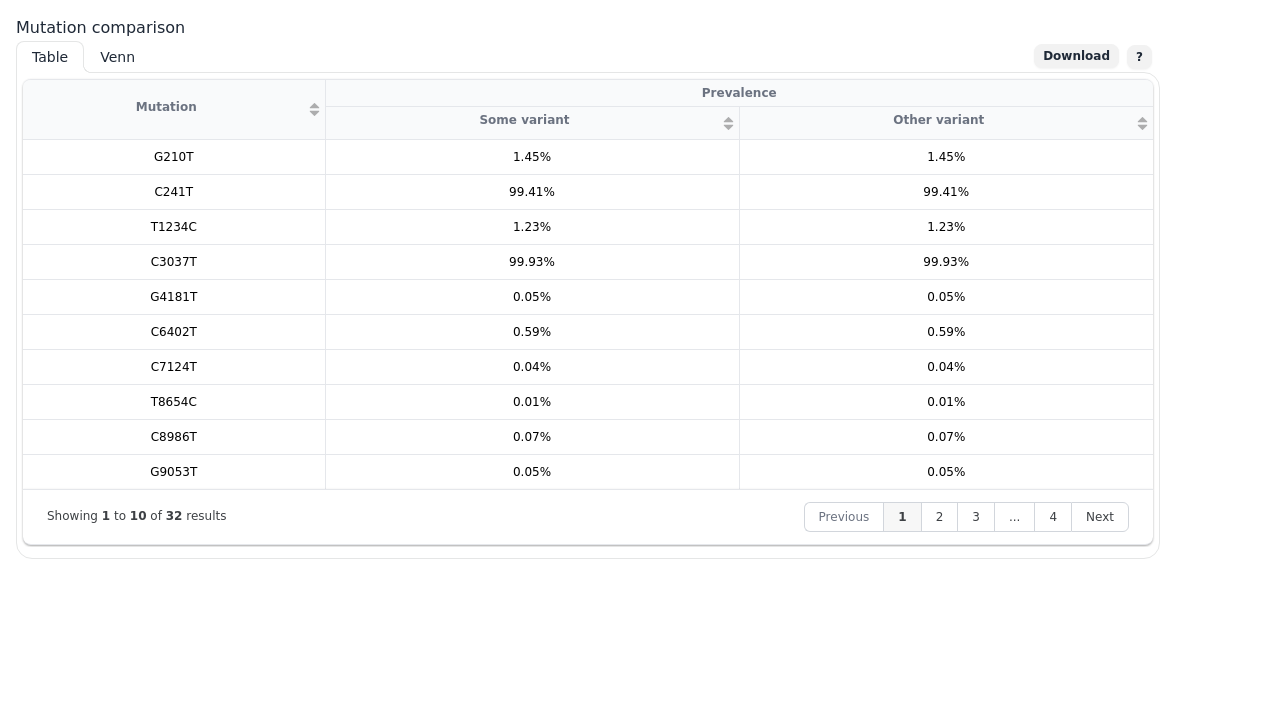 Mutation comparison
Table Venn Download ?
Mutation Prevalence
Some variant Other variant
G210T 1.45% 1.45%
C241T 99.41% 99.41%
T1234C 1.23% 1.23%
C3037T 99.93% 99.93%
G4181T 0.05% 0.05%
C6402T 0.59% 0.59%
C7124T 0.04% 0.04%
T8654C 0.01% 0.01%
C8986T 0.07% 0.07%
G9053T 0.05% 0.05%
Showing 1 to 10 of 32 results Previous 1 2 3 ... 4 Next